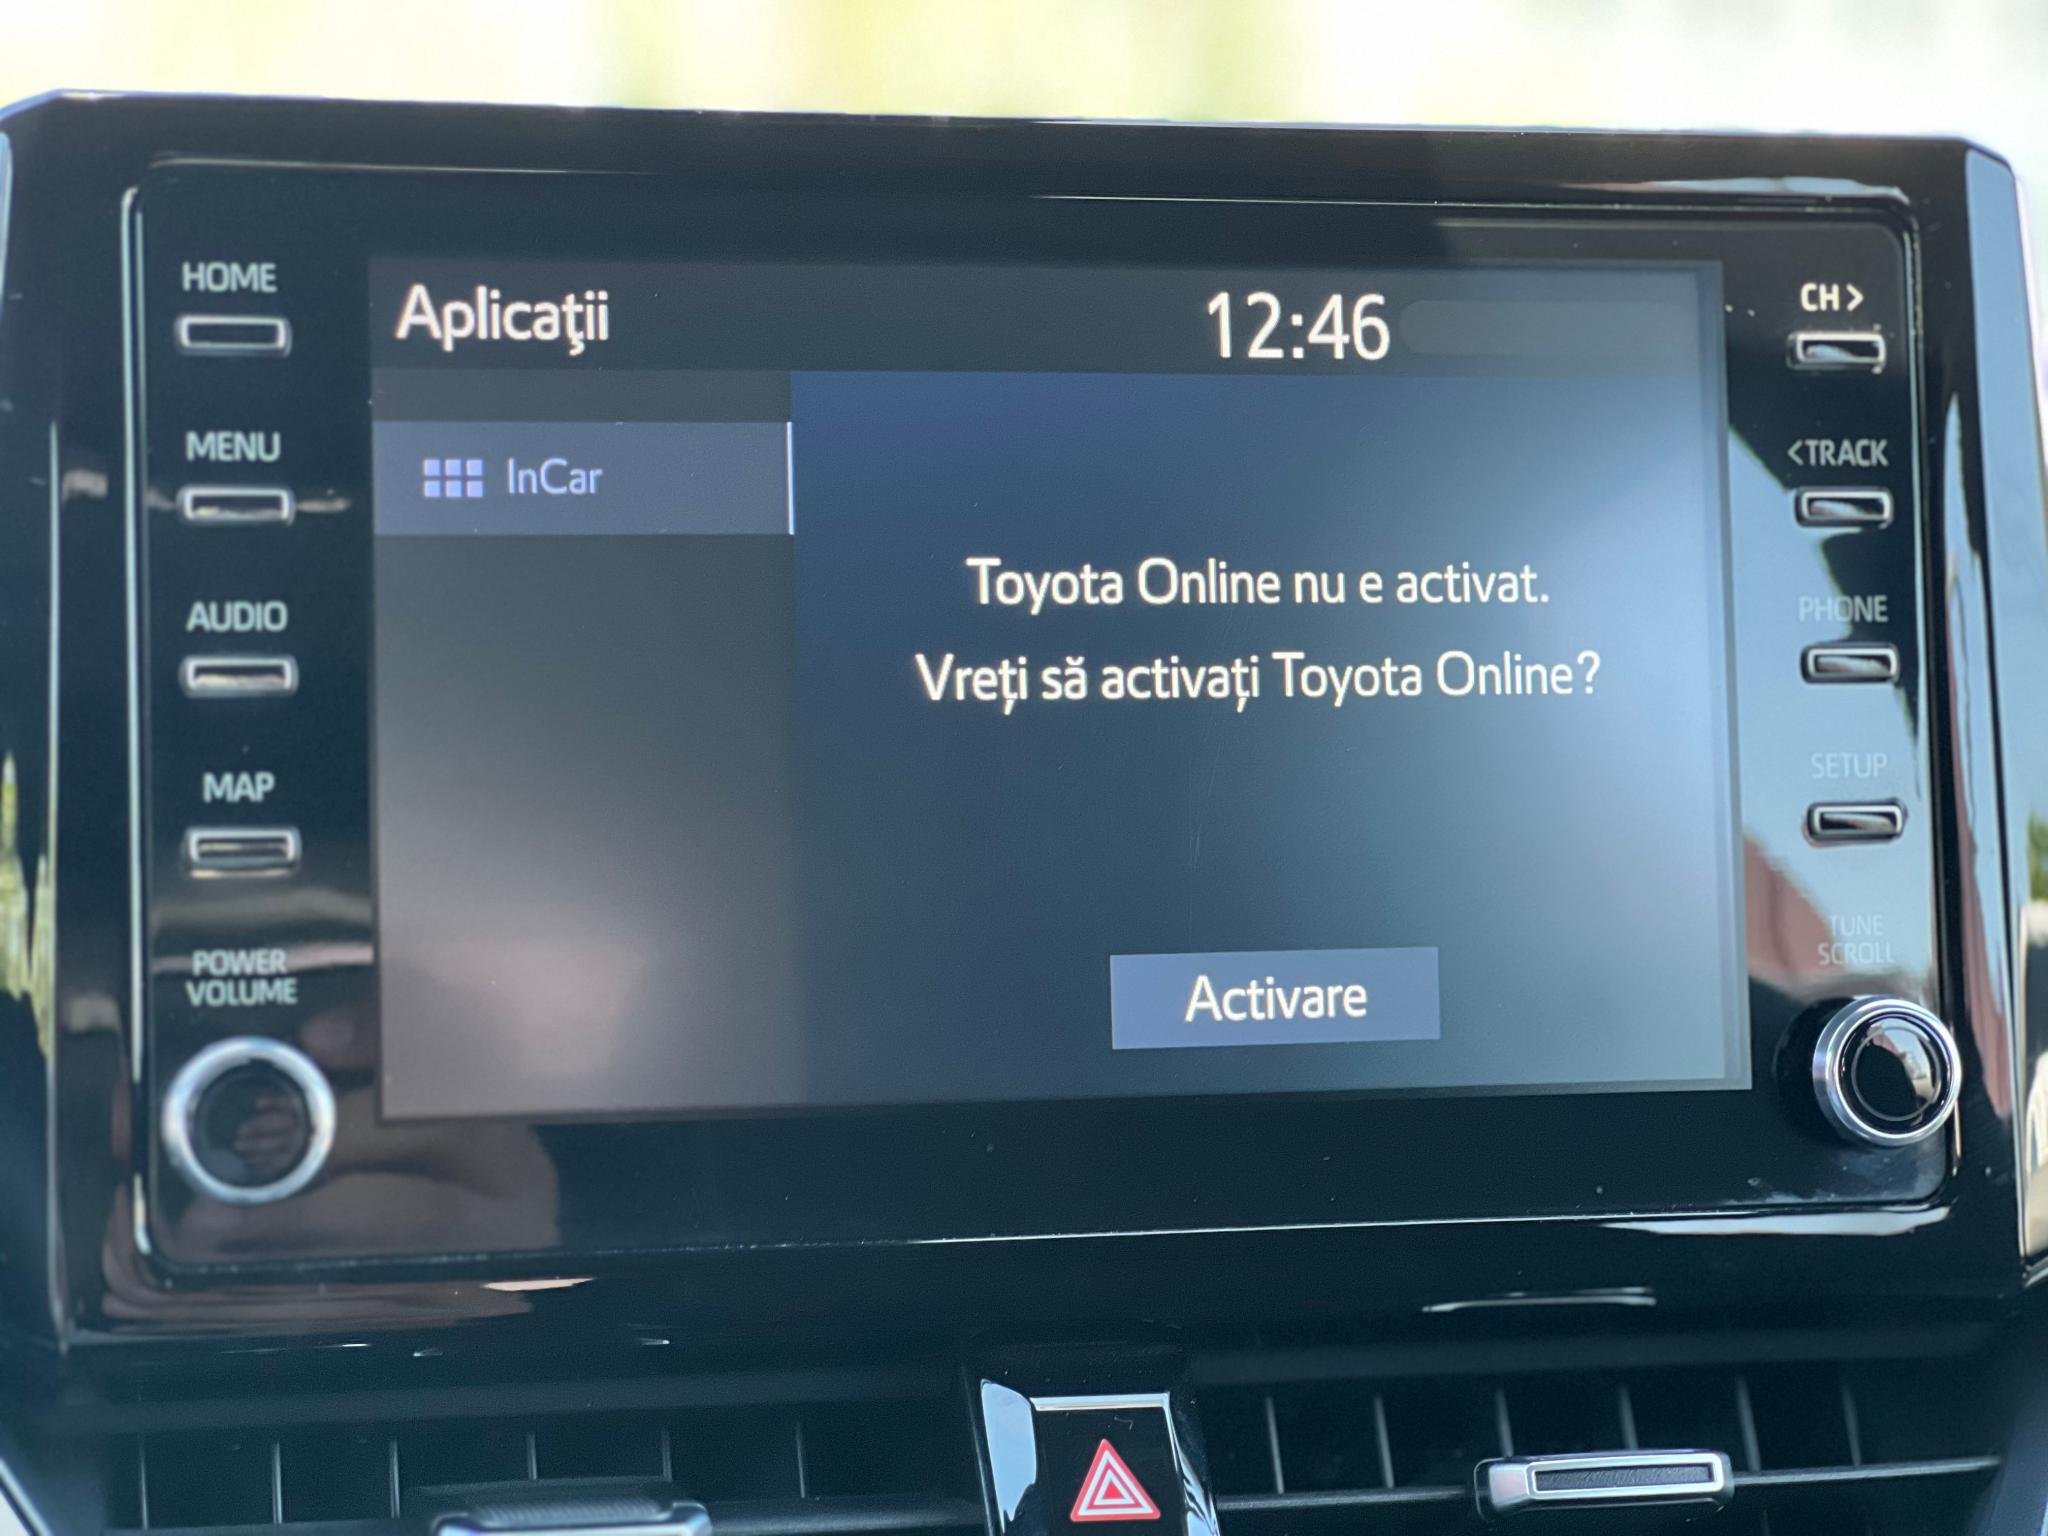 HOME
MENU
AUDIO
MAP
POWER
VOLUME
Aplicaţii
12:46
InCar
Toyota Online nu e activat.
Vreți să activați Toyota Online?
Activare
CH>
<TRACK
PHONE
SETUP
TUNE
SCROLL